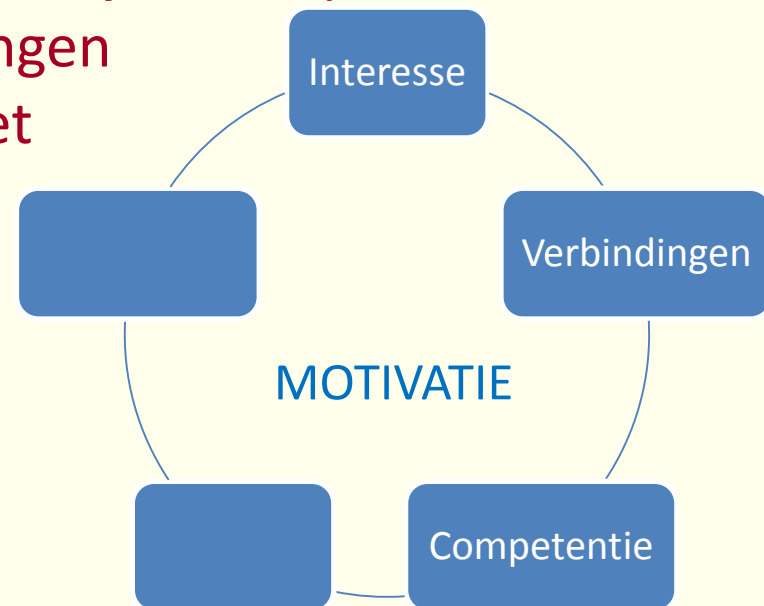 ngen
Interesse
et
Verbindingen
MOTIVATIE
Competentie